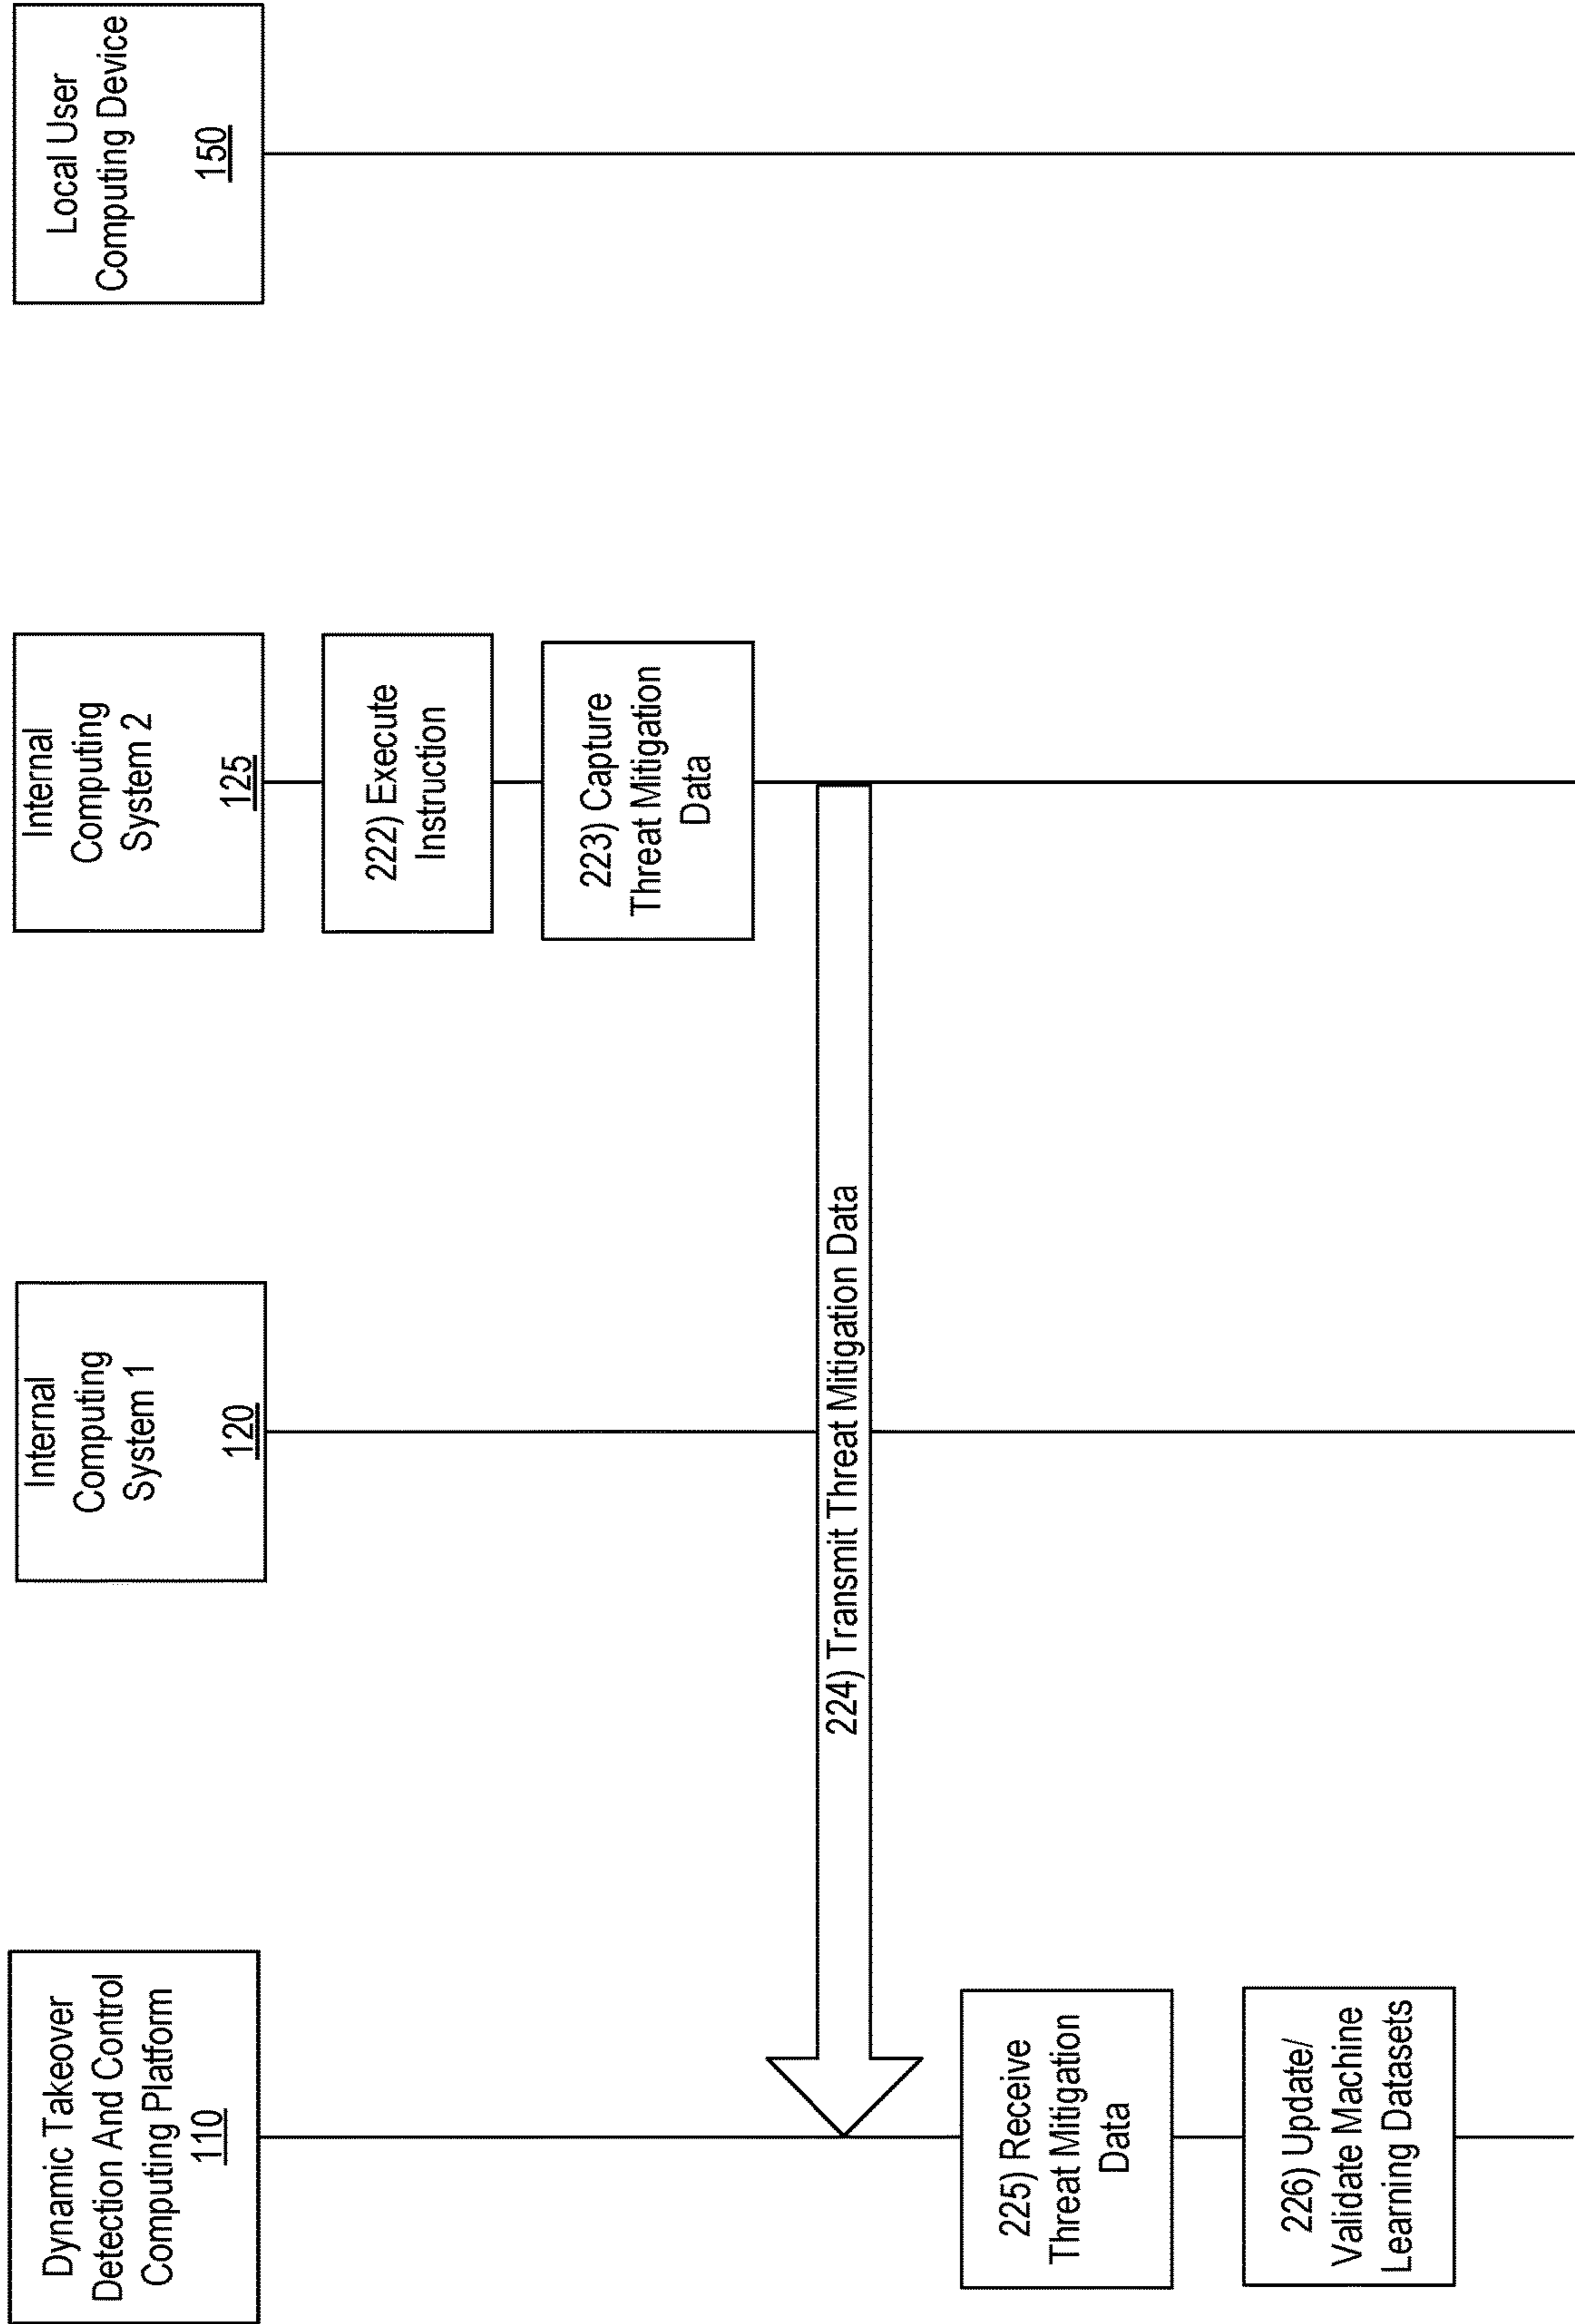 Dynamic Takeover
Detection And Control
Computing Platform
110
Internal
Computing
System 1
120
Internal
Computing
System 2
125
Local User
Computing Device
150
222) Execute
Instruction
223) Capture
Threat Mitigation
Data
224) Transmit Threat Mitigation Data
225) Receive
Threat Mitigation
Data
226) Update/
Validate Machine
Learning Datasets